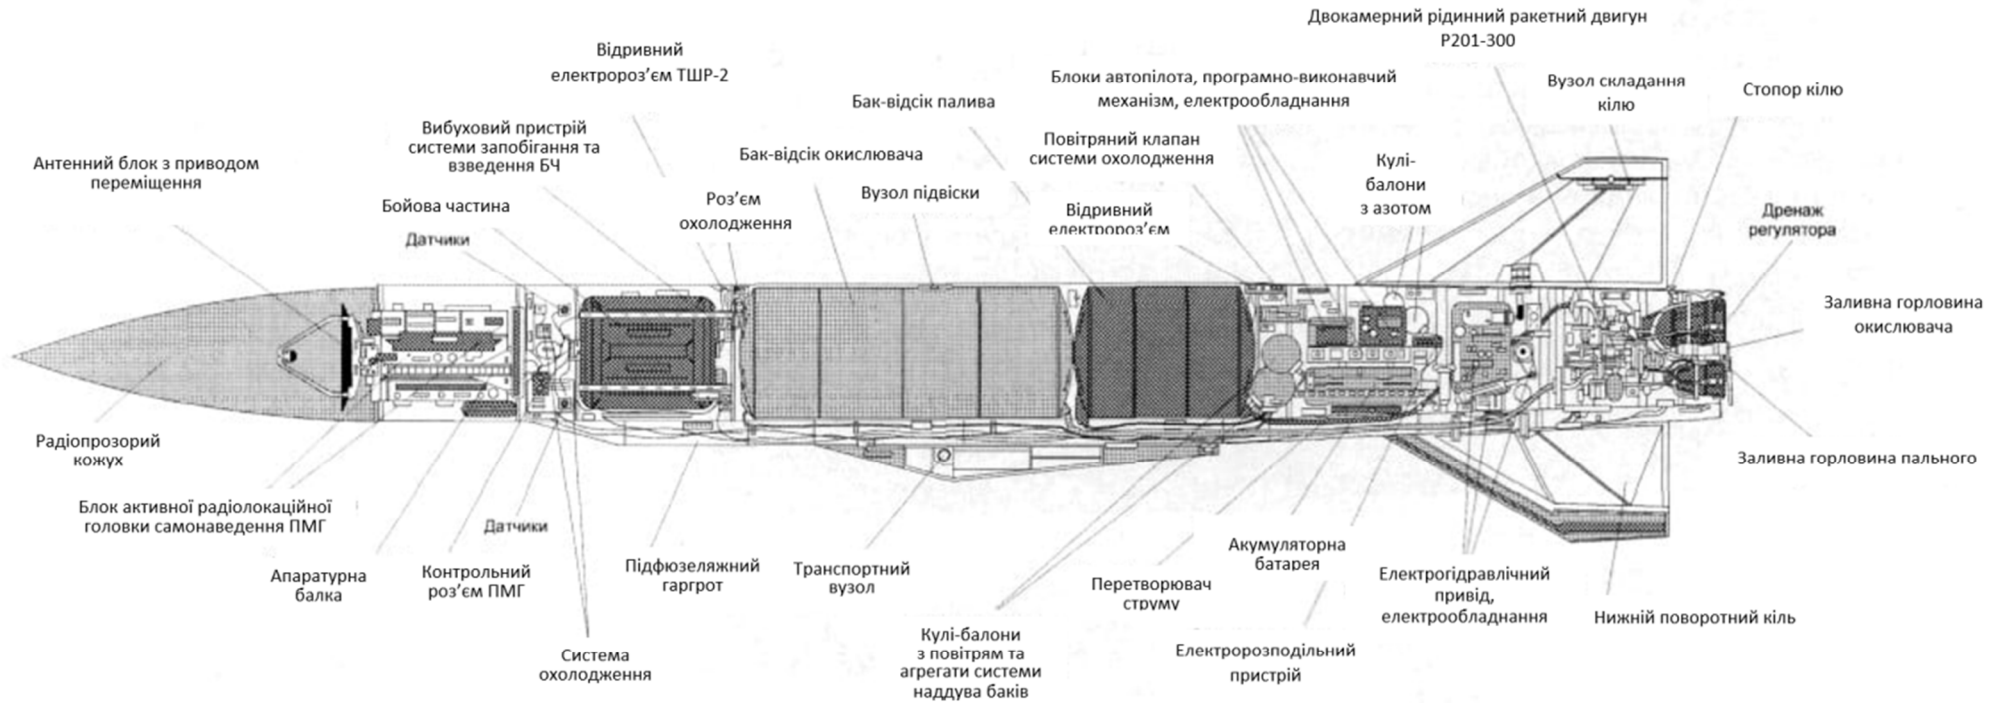 Двокамерний рідинний ракетний двигун
Р201-300
Відривний
електророз’єм ТШР-2
Блоки автопілота, програмно-виконавчий
механізм, електрообладнання
Вузол складання
кілю
Стопор кілю
Бак-відсік палива
Вибуховий пристрій
системи запобігання та
взведення БЧ
Повітряний клапан
системи охолодження
Бак-відсік окислювача
Антенний блок з приводом
переміщення
Кулі-
балони
з азотом
Вузол підвіски
Роз’єм
охолодження
Бойова частина
Відривний
електророз’єм
Дренаж
регулятора
Датчики
Заливна горловина
окислювача
Радіопрозорий
кожух
Заливна горловина пального
Блок активної радіолокаційної
головки самонаведення ПМГ
Датчики
Акумуляторна
батарея
Підфюзеляжний
гаргрот
Транспортний
вузол
Контрольний
роз’єм ПМГ
Апаратурна
балка
Перетворювач
струму
Електрогідравлічний
привід,
електрообладнання
Нижній поворотний кіль
Кулі-балони
з повітрям та
агрегати системи
наддува баків
Електророзподільний
пристрій
Система
охолодження